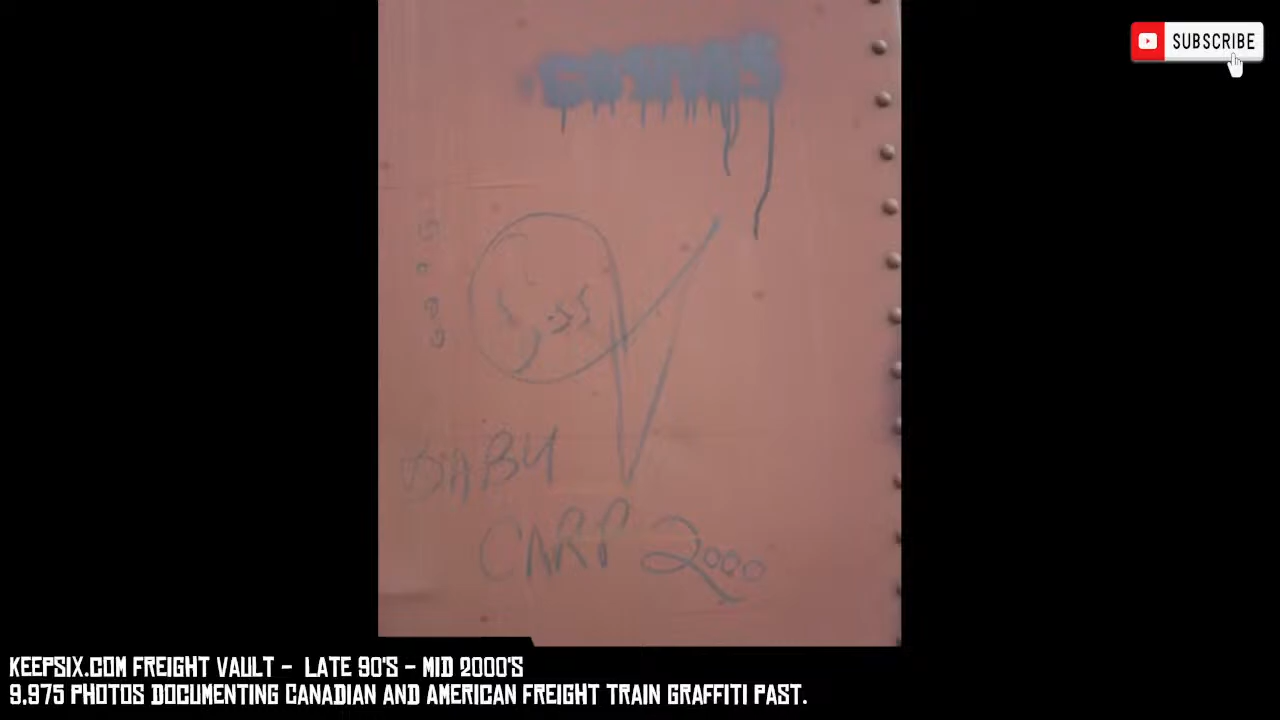 SUBSCRIBE
BABY
CARP 2000
KEEPSIX.COM FREIGHT VAULT - LATE 90'S - MID 2000'S
9,975 PHOTOS DOCUMENTING CANADIAN AND AMERICAN FREIGHT TRAIN GRAFFITI PAST.